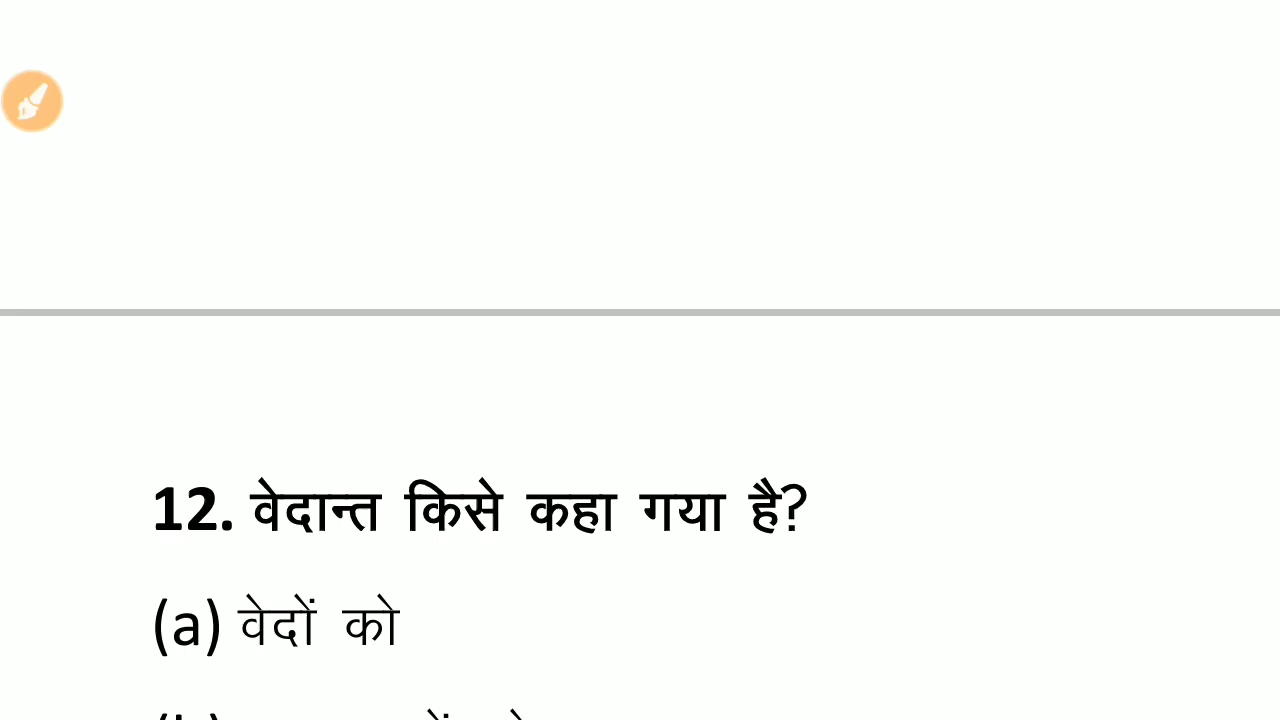 12. वेदान्त किसे कहा गया है?
(a) वेदों को